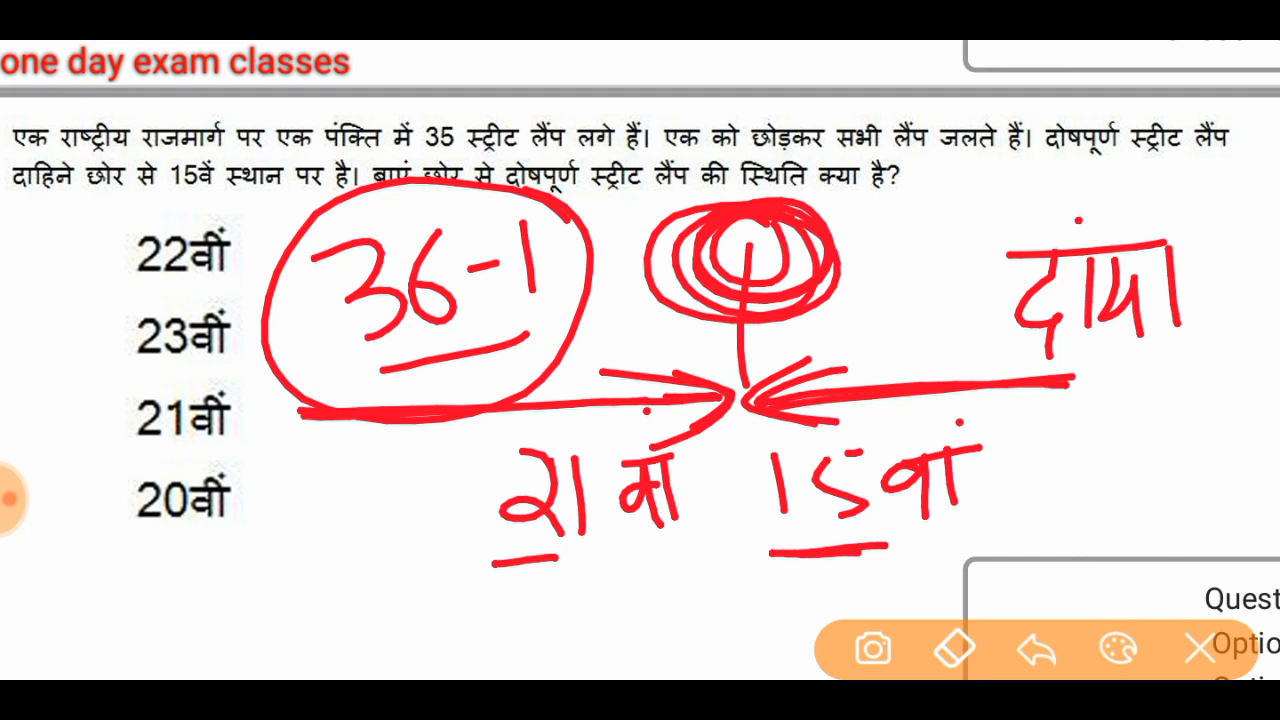 one day exam classes
एक राष्ट्रीय राजमार्ग पर एक पंक्ति में 35 स्ट्रीट लैंप लगे हैं। एक को छोड़कर सभी लैंप जलते हैं। दोषपूर्ण स्ट्रीट लैंप
दाहिने छोर से 15वें स्थान पर है। बाएं छोर से दोषपूर्ण स्ट्रीट लैंप की स्थिति क्या है?
22वीं
36-1
दांया
23वीं
21वीं
21 वां 15वां
20वीं
Quest
Optio